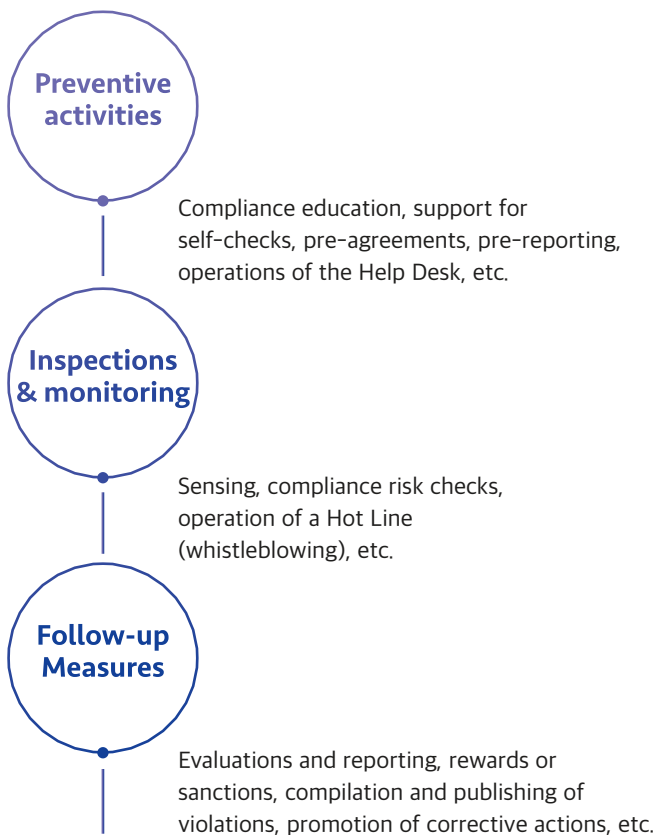 Preventive
activities
Compliance education, support for
self-checks, pre-agreements, pre-reporting,
operations of the Help Desk, etc.
Inspections
& monitoring
Sensing, compliance risk checks,
operation of a Hot Line
(whistleblowing), etc.
Follow-up
Measures
Evaluations and reporting, rewards or
sanctions, compilation and publishing of
violations, promotion of corrective actions, etc.